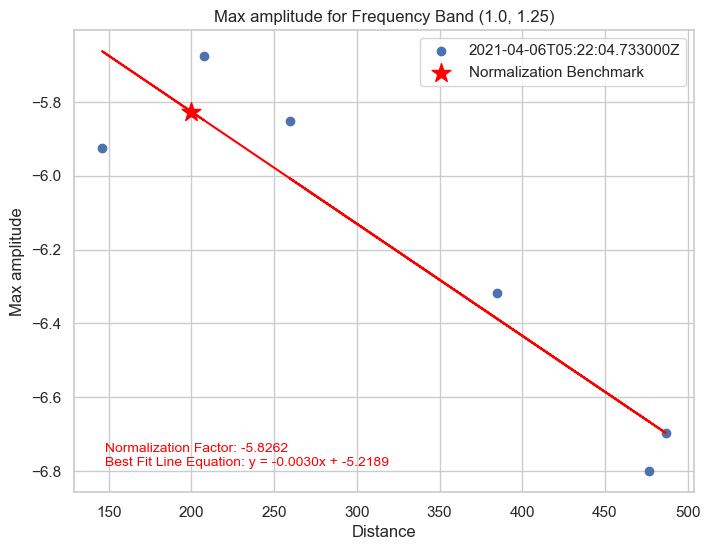 Max amplitude for Frequency Band (1.0, 1.25)
2021-04-06T05:22:04.733000Z
Normalization Benchmark
Max amplitude
−5.8
−6.0
−6.2
−6.4
−6.6
−6.8
Normalization Factor: -5.8262
Best Fit Line Equation: y = -0.0030x + -5.2189
150 200 250 300 350 400 450 500
Distance